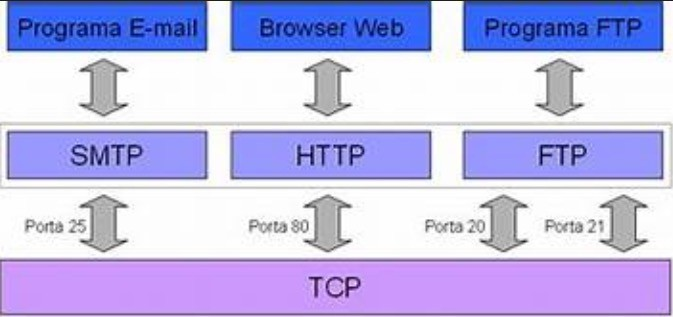 Programa E-mail
Browser Web
Programa FTP
SMTP
HTTP
FTP
Porta 25
Porta 80
Porta 20
Porta 21
TCP